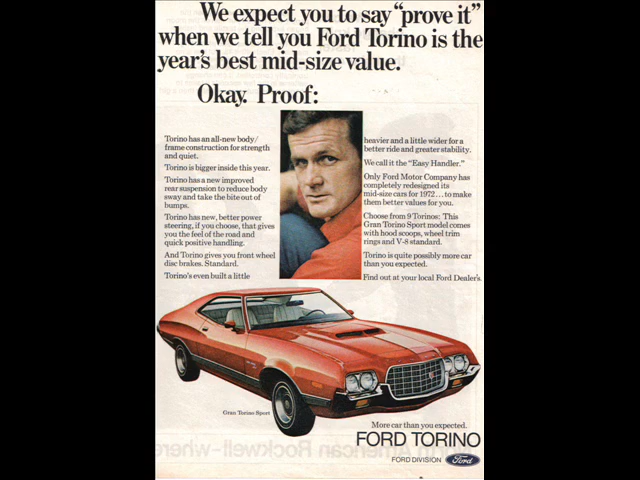 We expect you to say "prove it"
when we tell you Ford Torino is the
year's best mid-size value.
Okay. Proof:
Torino has an all-new body/
frame construction for strength
and quiet.
Torino is bigger inside this year.
Torino has a new improved
rear suspension to reduce body
sway and take the bite out of
bumps.
Torino has new, better power
steering, if you choose, that gives
you the feel of the road and
quick positive handling.
And Torino gives you front wheel
disc brakes. Standard.
Torino's even built a little
heavier and a little wider for a
better ride and greater stability.
We call it the "Easy Handler."
Only Ford Motor Company has
completely redesigned its
mid-size cars for 1972...to make
them better values for you.
Choose from 9 Torinos: This
Gran Torino Sport model comes
with hood scoops, wheel trim
rings and V-8 standard.
Torino is quite possibly more car
than you expected.
Find out at your local Ford Dealer's.
Gran Torino Sport
More car than you expected.
FORD TORINO
FORD DIVISION Ford
North American Rockwell-where